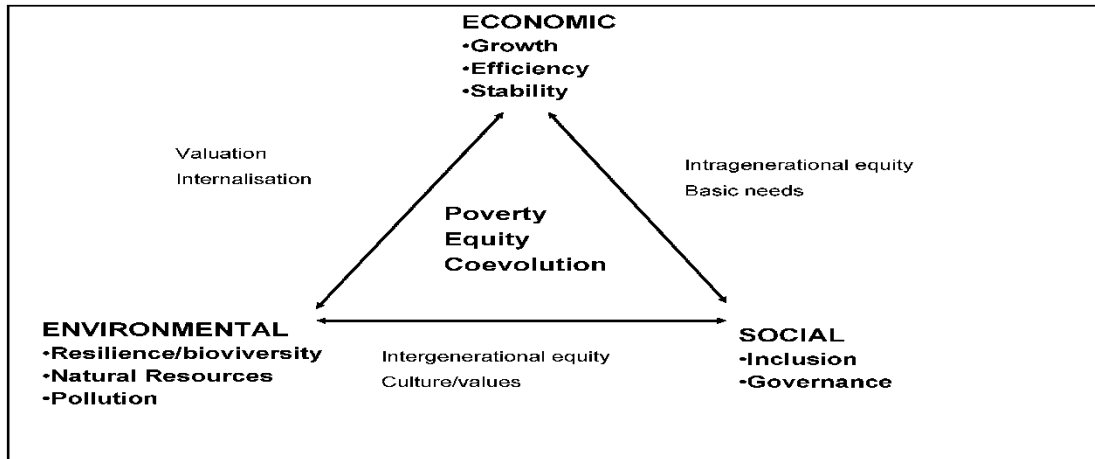 ECONOMIC
•Growth
•Efficiency
•Stability
Valuation
Internalisation
Intragenerational equity
Basic needs
Poverty
Equity
Coevolution
ENVIRONMENTAL
•Resilience/bioviversity
•Natural Resources
•Pollution
Intergenerational equity
Culture/values
SOCIAL
•Inclusion
•Governance